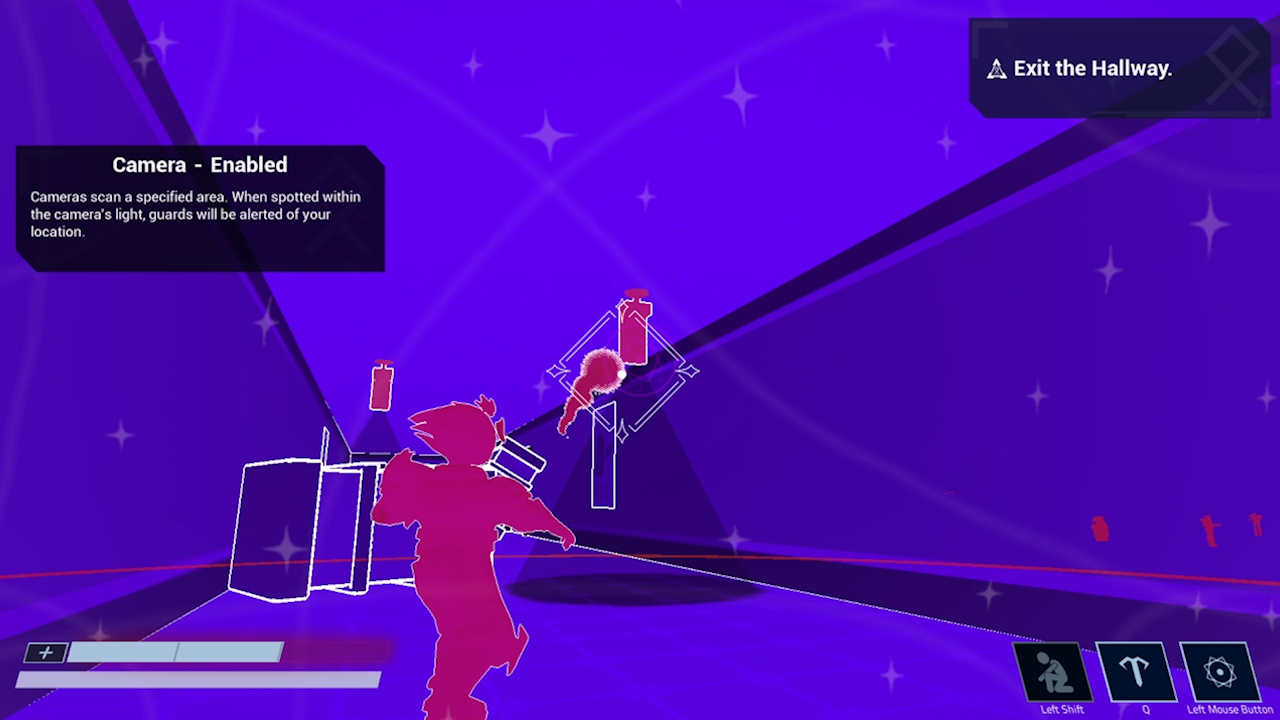 Exit the Hallway.
Camera - Enabled
Cameras scan a specified area. When spotted within
the camera's light, guards will be alerted of your
location.
Left Shift
Q
Left Mouse Button